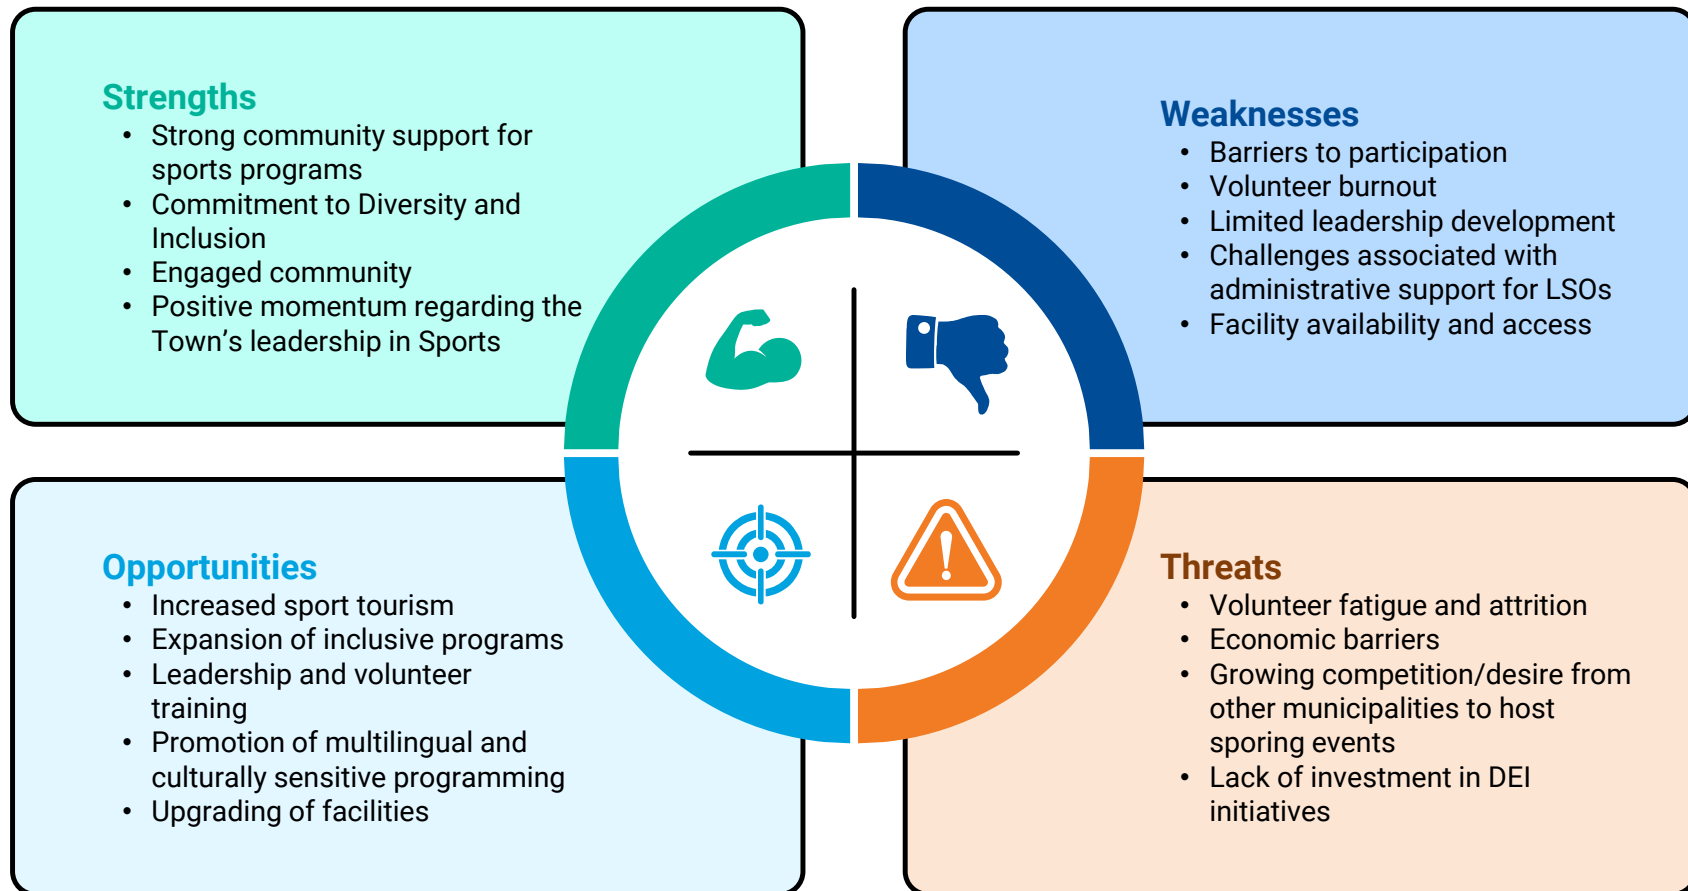 Strengths
• Strong community support for
sports programs
• Commitment to Diversity and
Inclusion
• Engaged community
• Positive momentum regarding the
Town’s leadership in Sports
Weaknesses
• Barriers to participation
• Volunteer burnout
• Limited leadership development
• Challenges associated with
administrative support for LSOs
• Facility availability and access
Opportunities
• Increased sport tourism
• Expansion of inclusive programs
• Leadership and volunteer
training
• Promotion of multilingual and
culturally sensitive programming
• Upgrading of facilities
Threats
• Volunteer fatigue and attrition
• Economic barriers
• Growing competition/desire from
other municipalities to host
sporing events
• Lack of investment in DEI
initiatives